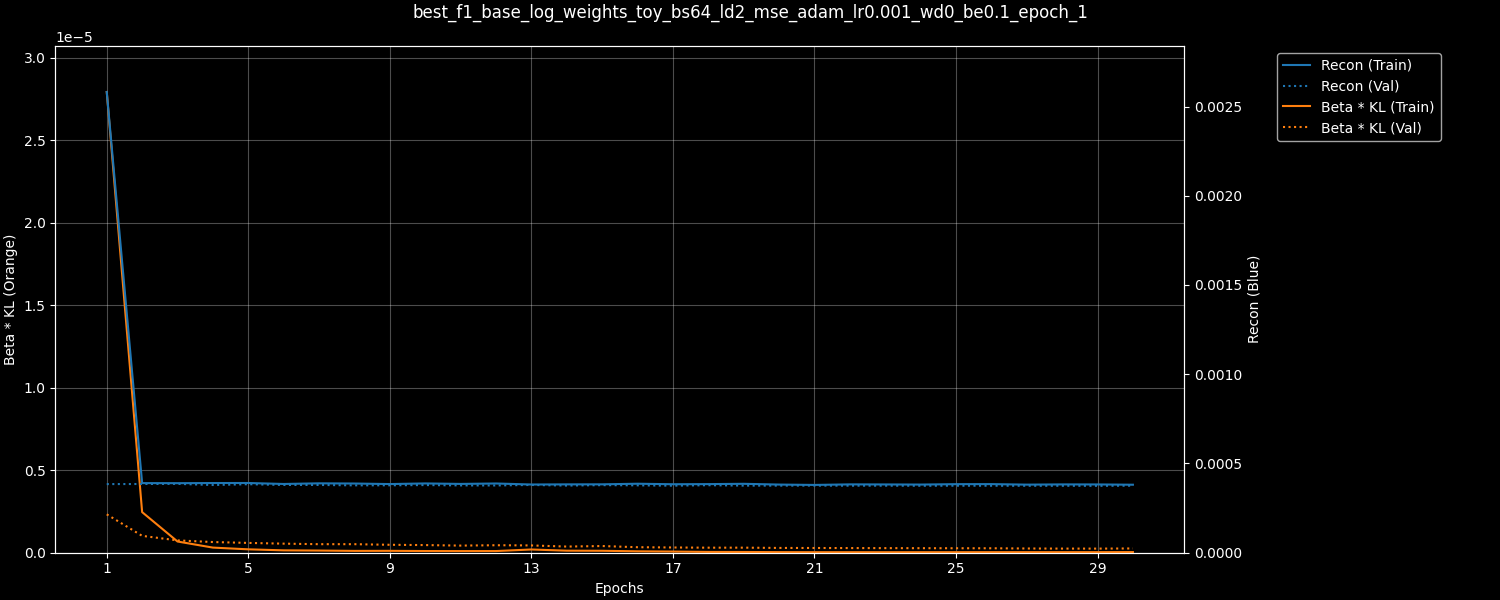 best_f1_base_log_weights_toy_bs64_ld2_mse_adam_lr0.001_wd0_be0.1_epoch_1
1e−5
3.0
2.5
2.0
1.5
1.0
0.5
0.0
Beta * KL (Orange)
1
5
9
13
17
21
25
29
Epochs
0.0025
0.0020
0.0015
0.0010
0.0005
0.0000
Recon (Blue)
Recon (Train)
Recon (Val)
Beta * KL (Train)
Beta * KL (Val)